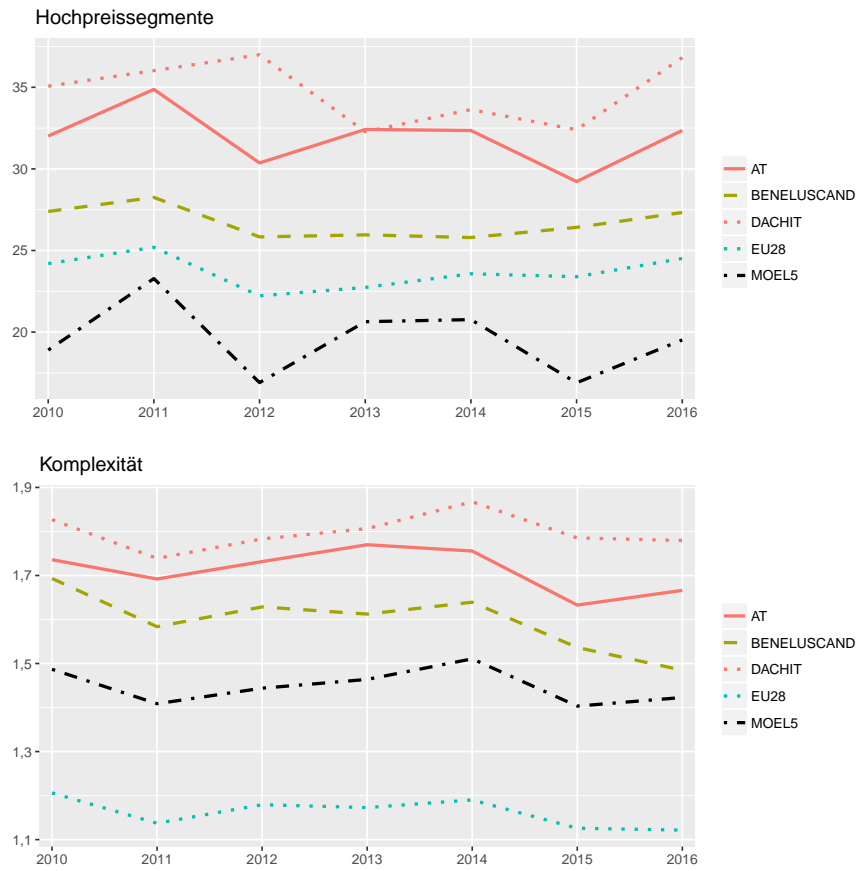 Hochpreissegmente
35
30
25
20
2010 2011 2012 2013 2014 2015 2016
AT
BENELUSCAND
DACHIT
EU28
MOEL5
Komplexität
1,9
1,7
1,5
1,3
1,1
2010 2011 2012 2013 2014 2015 2016
AT
BENELUSCAND
DACHIT
EU28
MOEL5